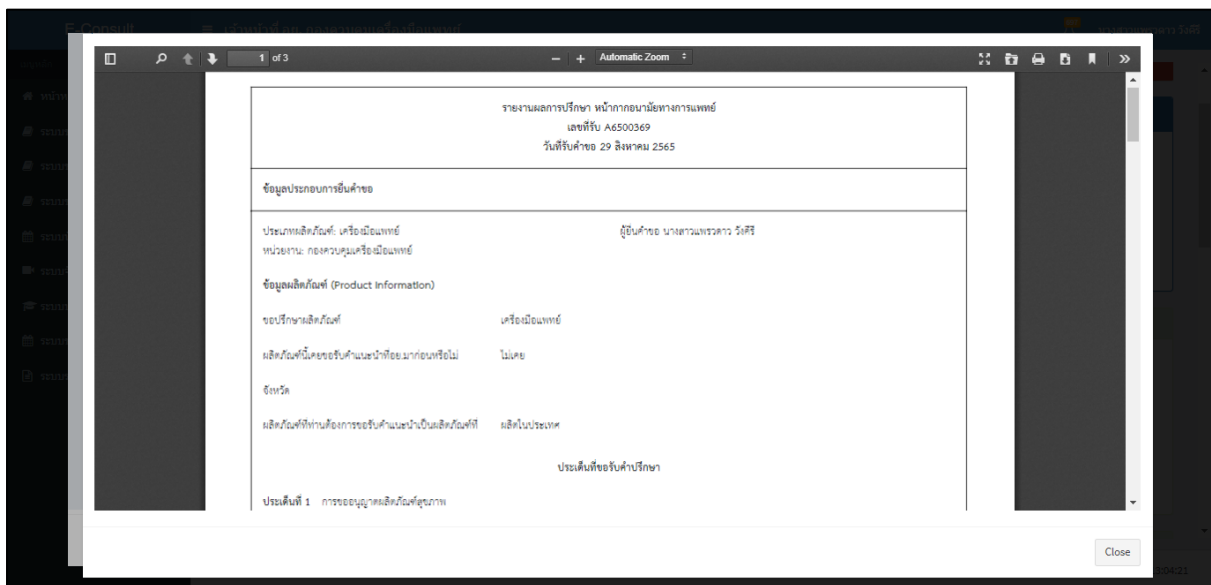 E-Consult
1 of 3
Automatic Zoom
รายงานผลการปรึกษา หน้ากากอนามัยทางการแพทย์
เลขที่รับ A6500369
วันที่รับคำขอ 29 สิงหาคม 2565
ข้อมูลประกอบการยื่นคำขอ
ประเภทผลิตภัณฑ์: เครื่องมือแพทย์
ผู้ยื่นคำขอ นางสาวแพรวดาว วังคีรี
หน่วยงาน: กองควบคุมเครื่องมือแพทย์
ข้อมูลผลิตภัณฑ์ (Product Information)
ขอปรึกษาผลิตภัณฑ์ เครื่องมือแพทย์
ผลิตภัณฑ์นี้เคยขอรับคำแนะนำที่อย.มาก่อนหรือไม่ ไม่เคย
จังหวัด
ผลิตภัณฑ์ที่ท่านต้องการขอรับคำแนะนำเป็นผลิตภัณฑ์ที่ ผลิตในประเทศ
ประเด็นที่ขอรับคำปรึกษา
ประเด็นที่ 1 การขออนุญาตผลิตภัณฑ์สุขภาพ
Close